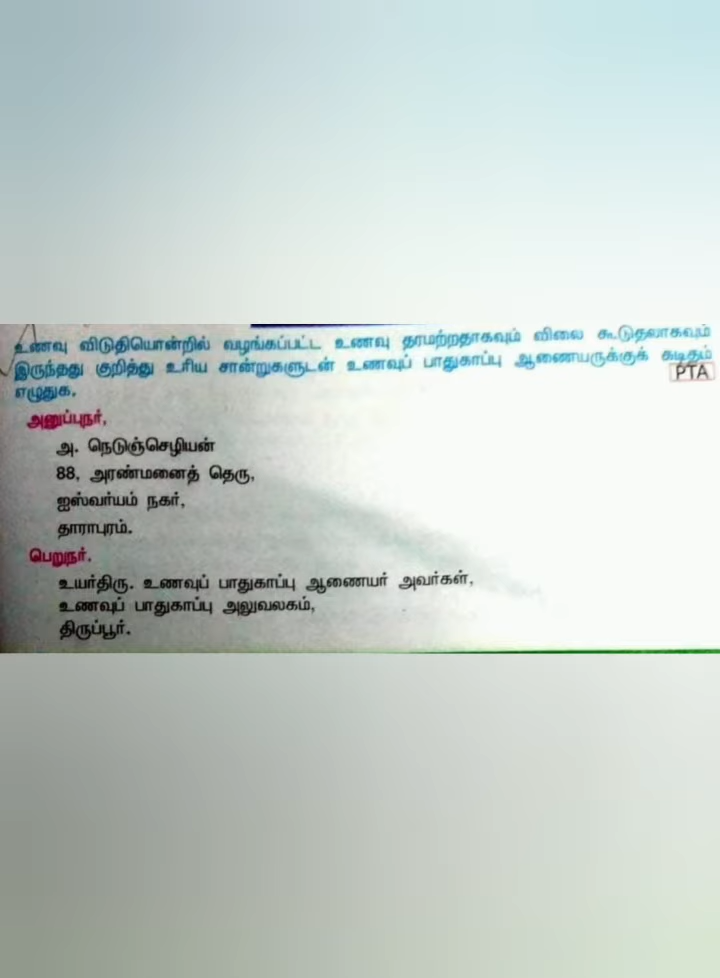 உணவு விடுதியொன்றில் வழங்கப்பட்ட உணவு தரமற்றதாகவும் விலை கூடுதலாகவும்
இருந்தது குறித்து உரிய சான்றுகளுடன் உணவுப் பாதுகாப்பு ஆணையருக்குக் கடிதம்
எழுதுக. PTA
அனுப்புநர்,
அ. நெடுஞ்செழியன்
88, அரண்மனைத் தெரு,
ஐஸ்வர்யம் நகர்,
தாராபுரம்.
பெறுநர்.
உயர்திரு. உணவுப் பாதுகாப்பு ஆணையர் அவர்கள்,
உணவுப் பாதுகாப்பு அலுவலகம்,
திருப்பூர்.